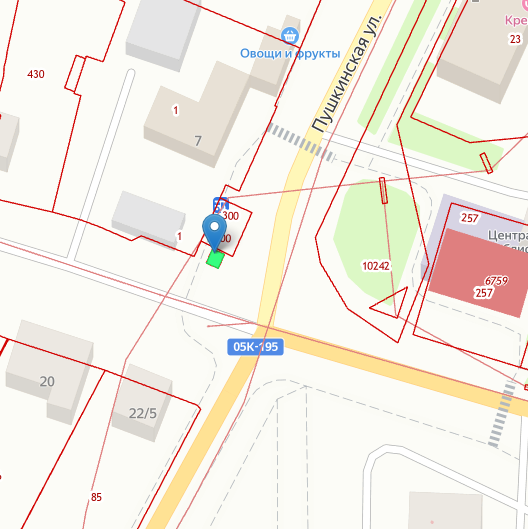 Кре
23
Овощи и фрукты
Пушкинская ул.
430
1
7
300
257
1
Центра
блис
10242
6759
257
05К-195
20
22/5
85